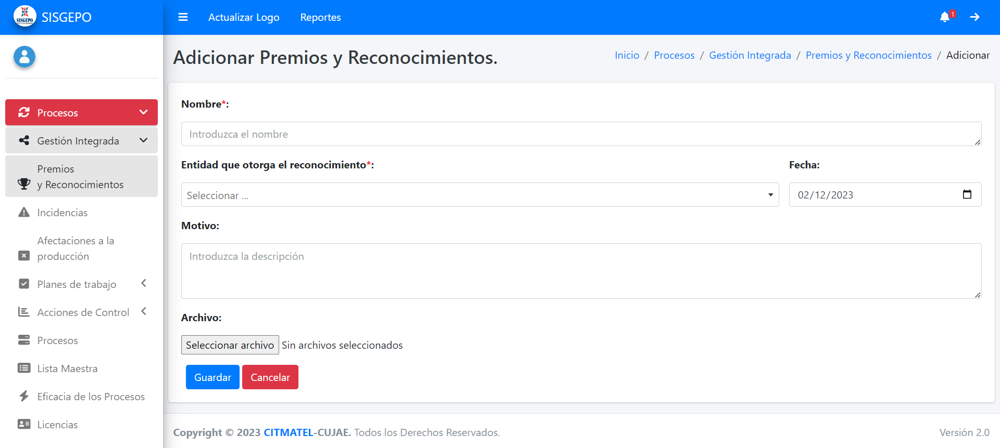 SISGEPO
SISGEPO
Actualizar Logo
Reportes
1
Adicionar Premios y Reconocimientos.
Inicio / Procesos / Gestión Integrada / Premios y Reconocimientos / Adicionar
Procesos
Gestión Integrada
Premios
y Reconocimientos
Incidencias
Afectaciones a la
producción
Planes de trabajo
Acciones de Control
Procesos
Lista Maestra
Eficacia de los Procesos
Licencias
Nombre*:
Introduzca el nombre
Entidad que otorga el reconocimiento*:
Seleccionar ...
Fecha:
02/12/2023
Motivo:
Introduzca la descripción
Archivo:
Seleccionar archivo Sin archivos seleccionados
Guardar
Cancelar
Copyright © 2023 CITMATEL-CUJAE. Todos los Derechos Reservados.
Versión 2.0